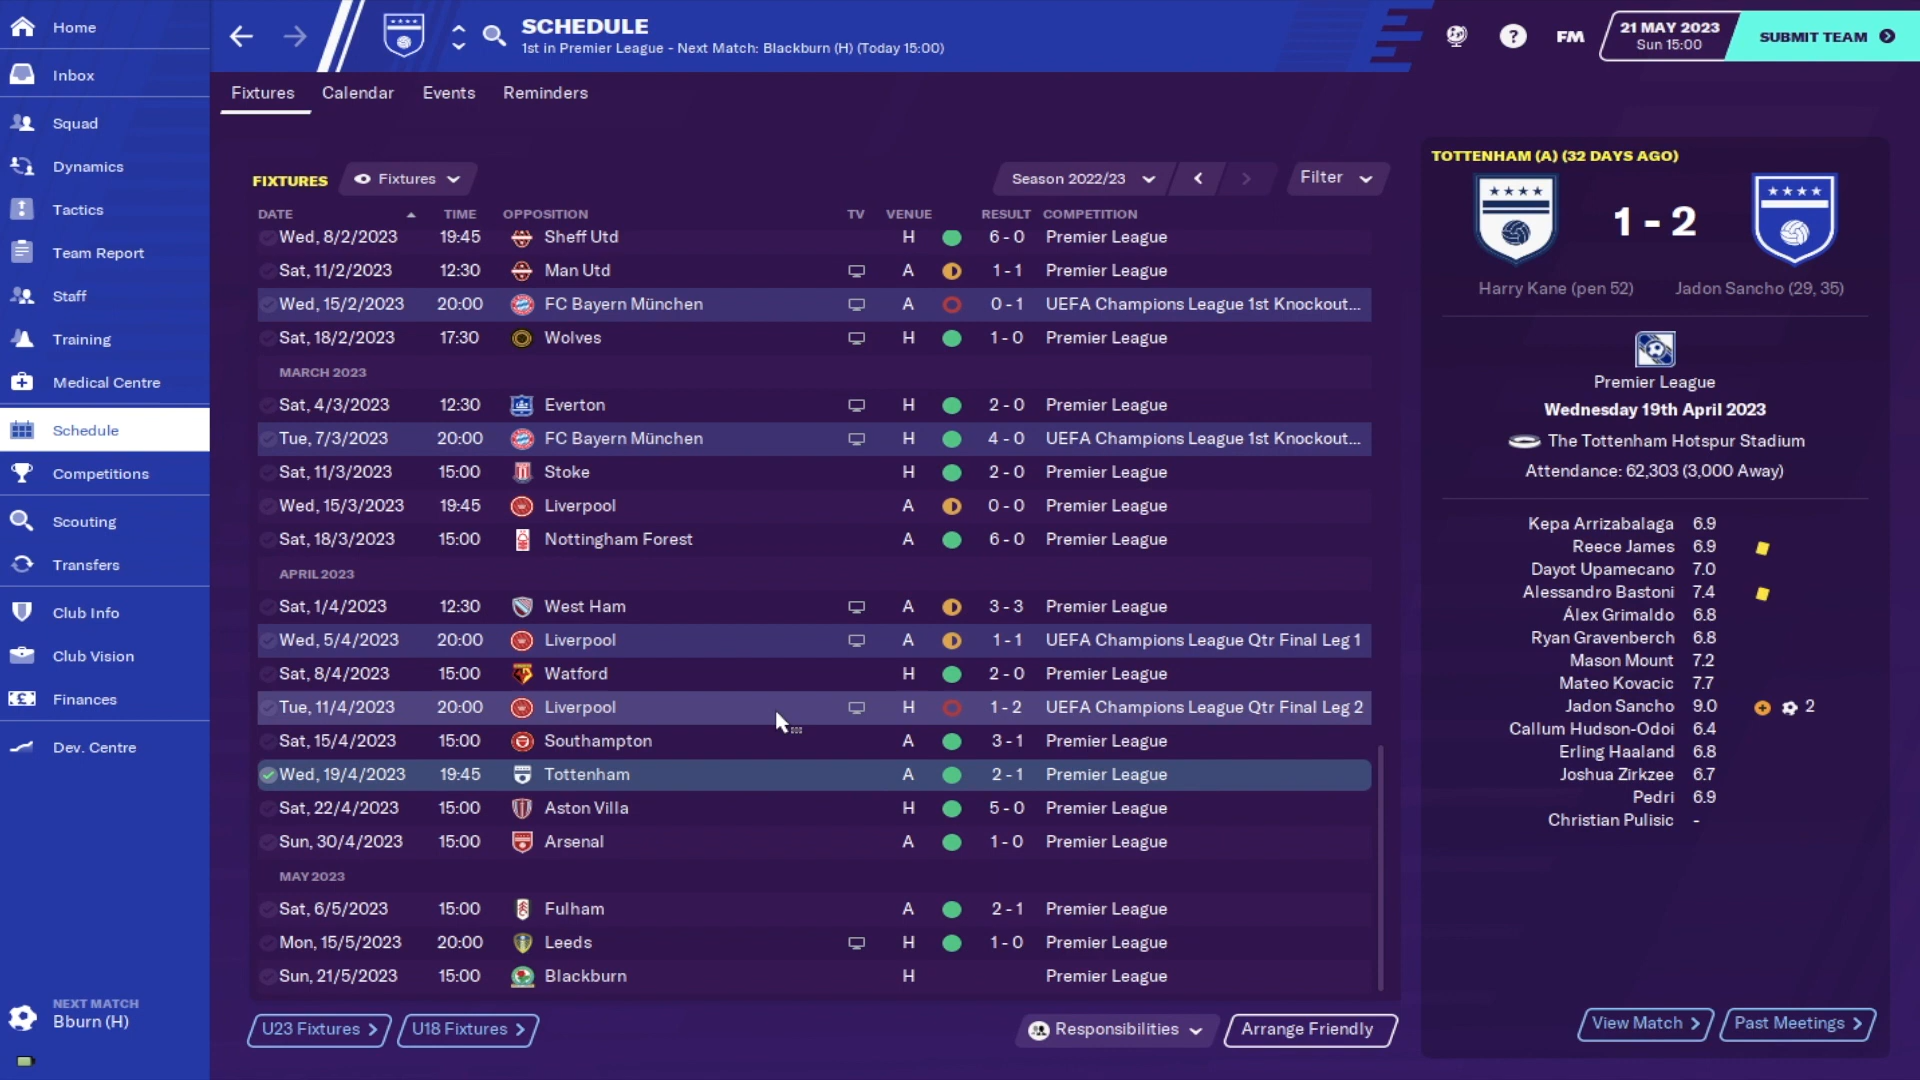 Home
Inbox
Squad
Dynamics
Tactics
Team Report
Staff
Training
Medical Centre
Schedule
Competitions
Scouting
Transfers
Club Info
Club Vision
Finances
Dev. Centre
NEXT MATCH
Bburn (H)
SCHEDULE
1st in Premier League - Next Match: Blackburn (H) (Today 15:00)
FM
21 MAY 2023
Sun 15:00
SUBMIT TEAM
Fixtures Calendar Events Reminders
FIXTURES Fixtures Season 2022/23 Filter
DATE TIME OPPOSITION TV VENUE RESULT COMPETITION
Wed, 8/2/2023 19:45 Sheff Utd H 6 - 0 Premier League
Sat, 11/2/2023 12:30 Man Utd A 1 - 1 Premier League
Wed, 15/2/2023 20:00 FC Bayern München A 0 - 1 UEFA Champions League 1st Knockout...
Sat, 18/2/2023 17:30 Wolves H 1 - 0 Premier League
MARCH 2023
Sat, 4/3/2023 12:30 Everton H 2 - 0 Premier League
Tue, 7/3/2023 20:00 FC Bayern München H 4 - 0 UEFA Champions League 1st Knockout...
Sat, 11/3/2023 15:00 Stoke H 2 - 0 Premier League
Wed, 15/3/2023 19:45 Liverpool A 0 - 0 Premier League
Sat, 18/3/2023 15:00 Nottingham Forest A 6 - 0 Premier League
APRIL 2023
Sat, 1/4/2023 12:30 West Ham A 3 - 3 Premier League
Wed, 5/4/2023 20:00 Liverpool A 1 - 1 UEFA Champions League Qtr Final Leg 1
Sat, 8/4/2023 15:00 Watford H 2 - 0 Premier League
Tue, 11/4/2023 20:00 Liverpool H 1 - 2 UEFA Champions League Qtr Final Leg 2
Sat, 15/4/2023 15:00 Southampton A 3 - 1 Premier League
Wed, 19/4/2023 19:45 Tottenham A 2 - 1 Premier League
Sat, 22/4/2023 15:00 Aston Villa H 5 - 0 Premier League
Sun, 30/4/2023 15:00 Arsenal A 1 - 0 Premier League
MAY 2023
Sat, 6/5/2023 15:00 Fulham A 2 - 1 Premier League
Mon, 15/5/2023 20:00 Leeds H 1 - 0 Premier League
Sun, 21/5/2023 15:00 Blackburn H Premier League
U23 Fixtures U18 Fixtures Responsibilities Arrange Friendly
TOTTENHAM (A) (32 DAYS AGO)
1 - 2
Harry Kane (pen 52) Jadon Sancho (29, 35)
Premier League
Wednesday 19th April 2023
The Tottenham Hotspur Stadium
Attendance: 62,303 (3,000 Away)
Kepa Arrizabalaga 6.9
Reece James 6.9
Dayot Upamecano 7.0
Alessandro Bastoni 7.4
Álex Grimaldo 6.8
Ryan Gravenberch 6.8
Mason Mount 7.2
Mateo Kovacic 7.7
Jadon Sancho 9.0 2
Callum Hudson-Odoi 6.4
Erling Haaland 6.8
Joshua Zirkzee 6.7
Pedri 6.9
Christian Pulisic -
View Match Past Meetings